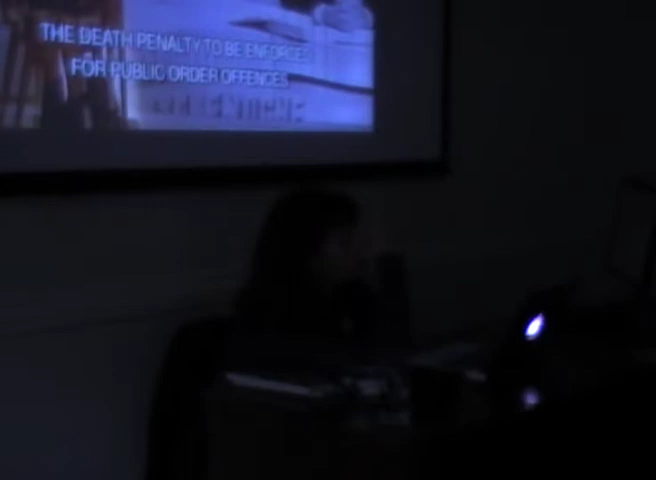 THE DEATH PENALTY TO BE ENFORCED
FOR PUBLIC ORDER OFFENCES